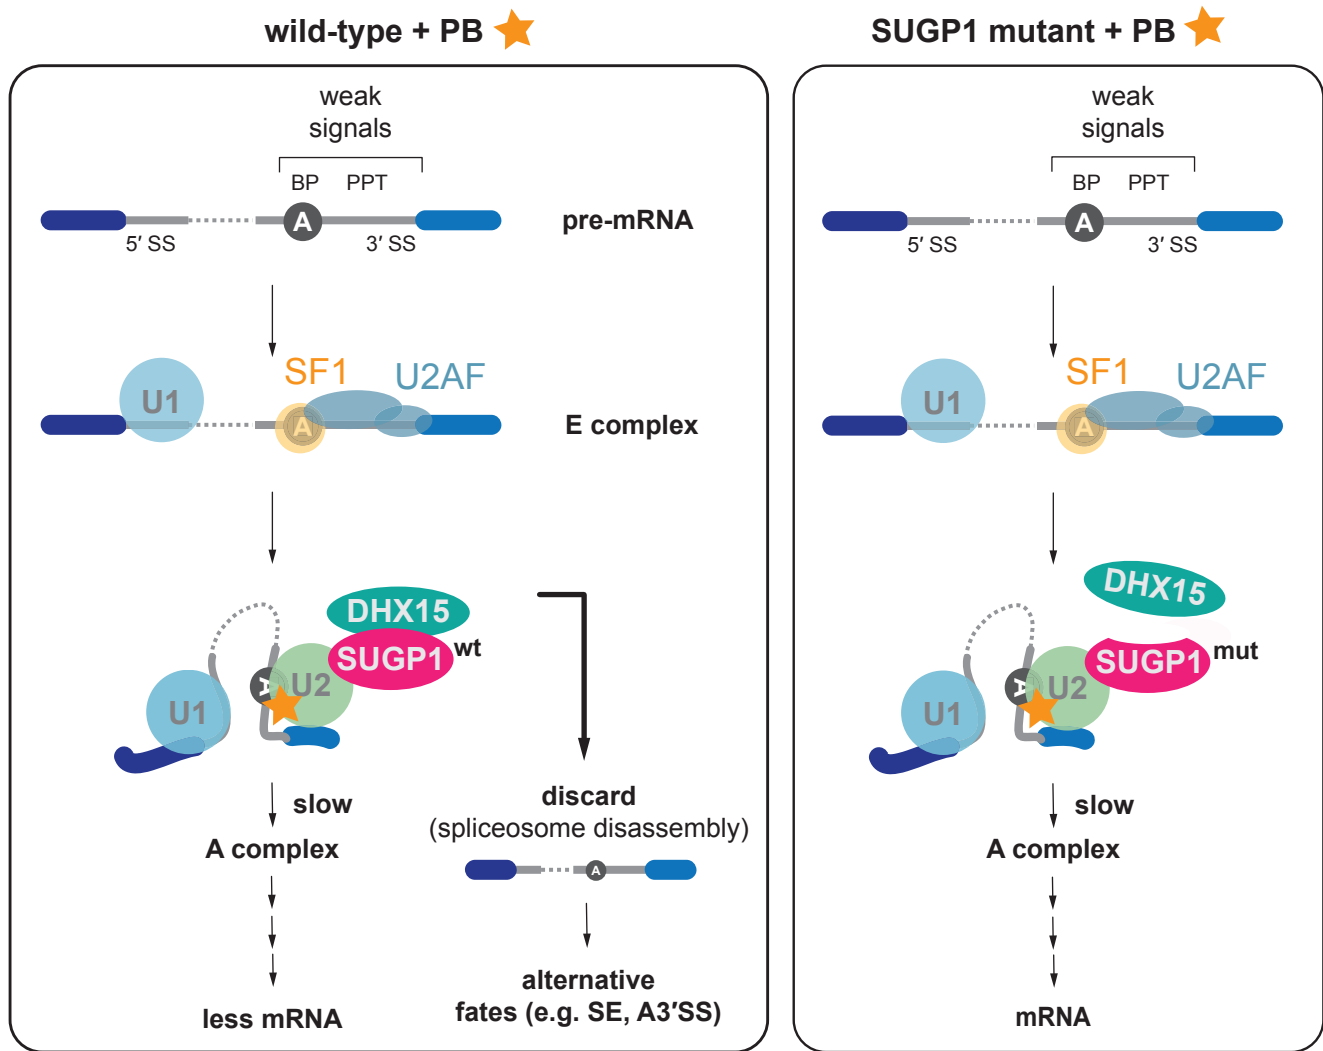 wild-type + PB
weak
signals
BP PPT
A
5′ SS
3′ SS
pre-mRNA
SF1
U2AF
U1
A
E complex
DHX15
SUGP1 wt
A
U2
U1
slow
A complex
less mRNA
discard
(spliceosome disassembly)
A
alternative
fates (e.g. SE, A3′SS)
SUGP1 mutant + PB
weak
signals
BP PPT
A
5′ SS
3′ SS
SF1
U2AF
U1
A
DHX15
SUGP1 mut
A
U2
U1
slow
A complex
mRNA